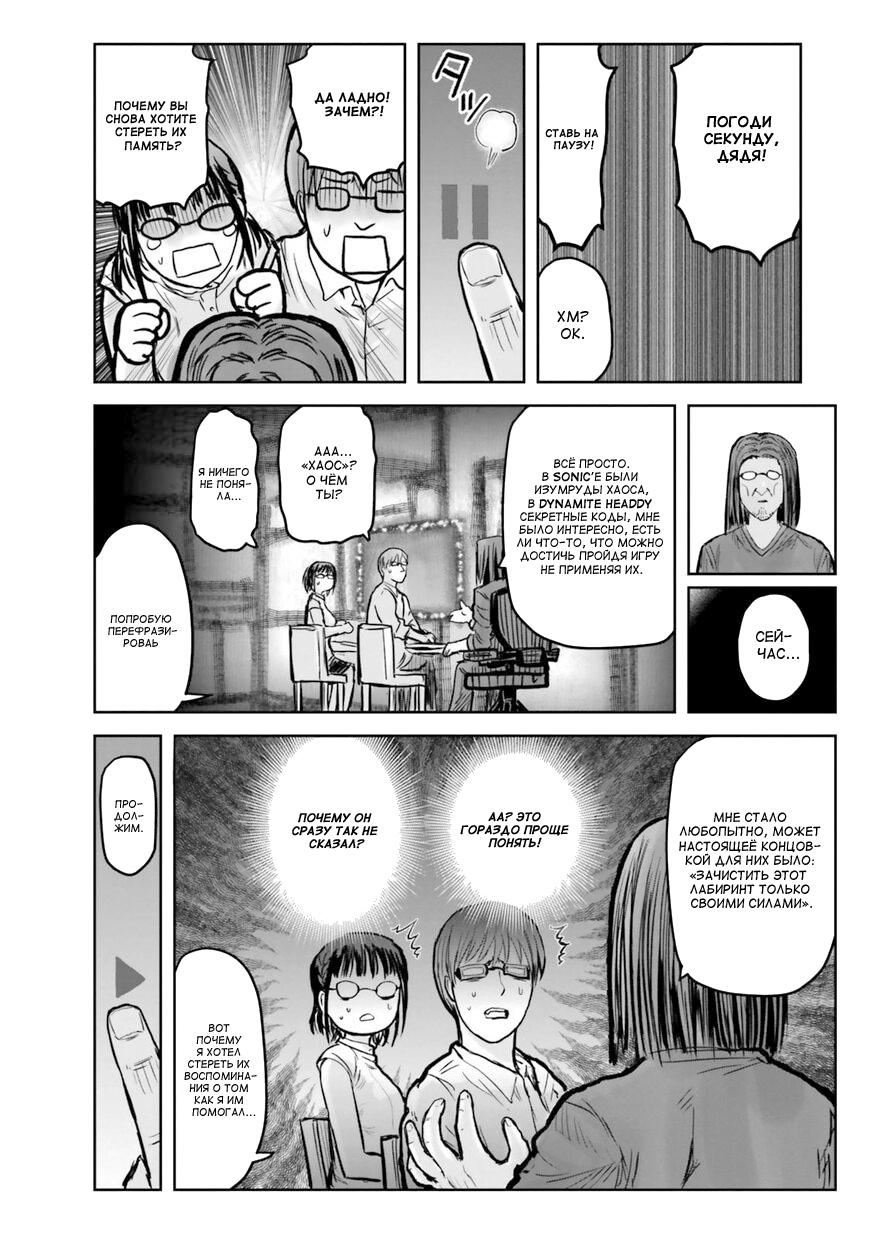 ПОГОДИ
СЕКУНДУ,
ДЯДЯ!
СТАВЬ НА
ПАУЗУ!
ХМ?
ОК.
タッ
ДА ЛАДНО!
ЗАЧЕМ?!
ПОЧЕМУ ВЫ
СНОВА ХОТИТЕ
СТЕРЕТЬ ИХ
ПАМЯТЬ?
СЕЙ-
ЧАС...
ВСЁ ПРОСТО.
В SONIC'Е БЫЛИ
ИЗУМРУДЫ ХАОСА,
В DYNAMITE HEADDY
СЕКРЕТНЫЕ КОДЫ, МНЕ
БЫЛО ИНТЕРЕСНО, ЕСТЬ
ЛИ ЧТО-ТО, ЧТО МОЖНО
ДОСТИЧЬ ПРОЙДЯ ИГРУ
НЕ ПРИМЕНЯЯ ИХ.
ААА...
«ХАОС»?
О ЧЁМ
ТЫ?
Я НИЧЕГО
НЕ ПОНЯ-
ЛА...
ПОПРОБУЮ
ПЕРЕФРАЗИ-
РОВАЬ
МНЕ СТАЛО
ЛЮБОПЫТНО, МОЖЕТ
НАСТОЯЩЕЁ КОНЦОВ-
КОЙ ДЛЯ НИХ БЫЛО:
«ЗАЧИСТИТЬ ЭТОТ
ЛАБИРИНТ ТОЛЬКО
СВОИМИ СИЛАМИ».
АА? ЭТО
ГОРАЗДО ПРОЩЕ
ПОНЯТЬ!
ПОЧЕМУ ОН
СРАЗУ ТАК НЕ
СКАЗАЛ?
ВОТ
ПОЧЕМУ
Я ХОТЕЛ
СТЕРЕТЬ ИХ
ВОСПОМИНА-
НИЯ О ТОМ
КАК Я ИМ
ПОМОГАЛ...
ПРО-
ДОЛ-
ЖИМ.